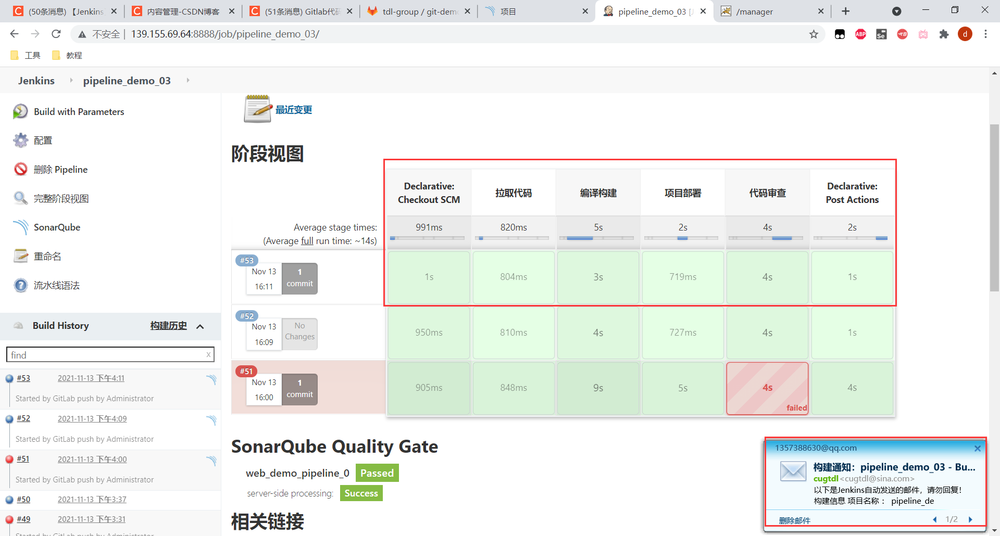 (50条消息)【Jenkins
内容管理-CSDN博客
(51条消息) Gitlab代码
tdl-group / git-demo
项目
pipeline_demo_03 [J
/manager
不安全 | 139.155.69.64:8888/job/pipeline_demo_03/
ABP
Se
d
工具
教程
Jenkins
pipeline_demo_03
Build with Parameters
配置
删除 Pipeline
完整阶段视图
SonarQube
重命名
流水线语法
Build History
构建历史
find
x
#53
2021-11-13 下午4:11
Started by GitLab push by Administrator
#52
2021-11-13 下午4:09
Started by GitLab push by Administrator
#51
2021-11-13 下午4:00
Started by GitLab push by Administrator
#50
2021-11-13 下午3:37
#49
2021-11-13 下午3:31
Started by GitLab push by Administrator
最近变更
阶段视图
Declarative:
Checkout SCM
拉取代码
编译构建
项目部署
代码审查
Declarative:
Post Actions
Average stage times:
(Average full run time: ~14s)
991ms
820ms
5s
2s
4s
2s
#53
Nov 13
16:11
1
commit
1s
804ms
3s
719ms
4s
1s
#52
Nov 13
16:09
No
Changes
950ms
810ms
4s
727ms
4s
1s
#51
Nov 13
16:00
1
commit
905ms
848ms
9s
5s
4s
failed
4s
SonarQube Quality Gate
web_demo_pipeline_0 Passed
server-side processing: Success
相关链接
1357388630@qq.com
构建通知：pipeline_demo_03 - Bu...
cugtdl<cugtdl@sina.com>
以下是Jenkins自动发送的邮件，请勿回复！
构建信息 项目名称 ： pipeline_de
删除邮件
1/2